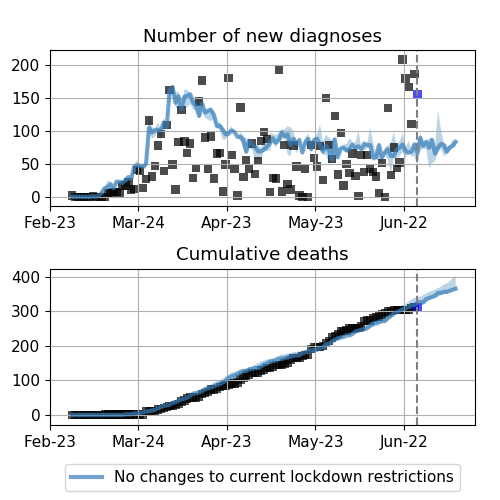 Number of new diagnoses
200
150
100
50
0
Feb-23 Mar-24 Apr-23 May-23 Jun-22
Cumulative deaths
400
300
200
100
0
Feb-23 Mar-24 Apr-23 May-23 Jun-22
No changes to current lockdown restrictions